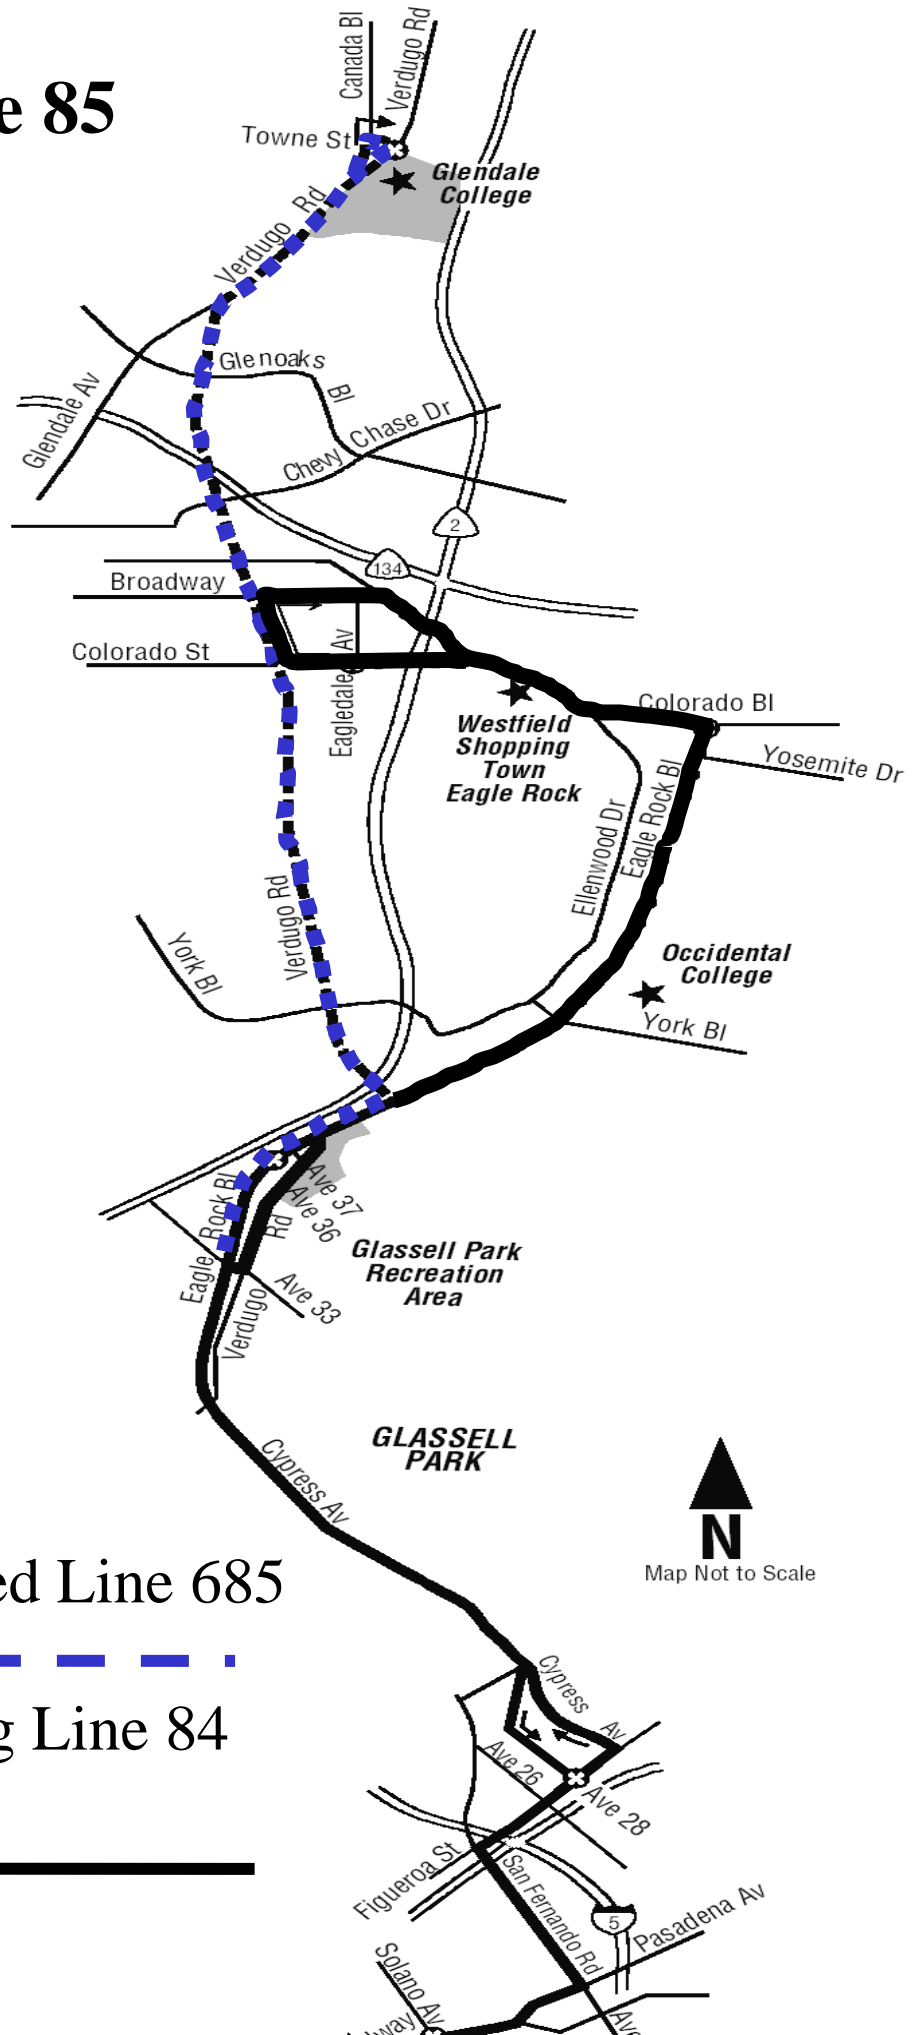 e 85
Canada Bl
Verdugo Rd
Towne St
Glendale
College
Verdugo Rd
Glenoaks
Bl
Glendale Av
Chevy Chase Dr
2
134
Broadway
Colorado St
Eagledale Av
Colorado Bl
Westfield
Shopping
Town
Eagle Rock
Yosemite Dr
Ellenwood Dr
Eagle Rock Bl
Verdugo Rd
York Bl
Occidental
College
York Bl
Ave 37
Ave 36
Eagle Rock Bl
Verdugo Rd
Glassell Park
Recreation
Area
Ave 33
GLASSELL
PARK
Cypress Av
N
Map Not to Scale
ed Line 685
Cypress Av
g Line 84
Ave 26
Ave 28
Figueroa St
San Fernando Rd
5
Pasadena Av
Solano Av
dway
Ave